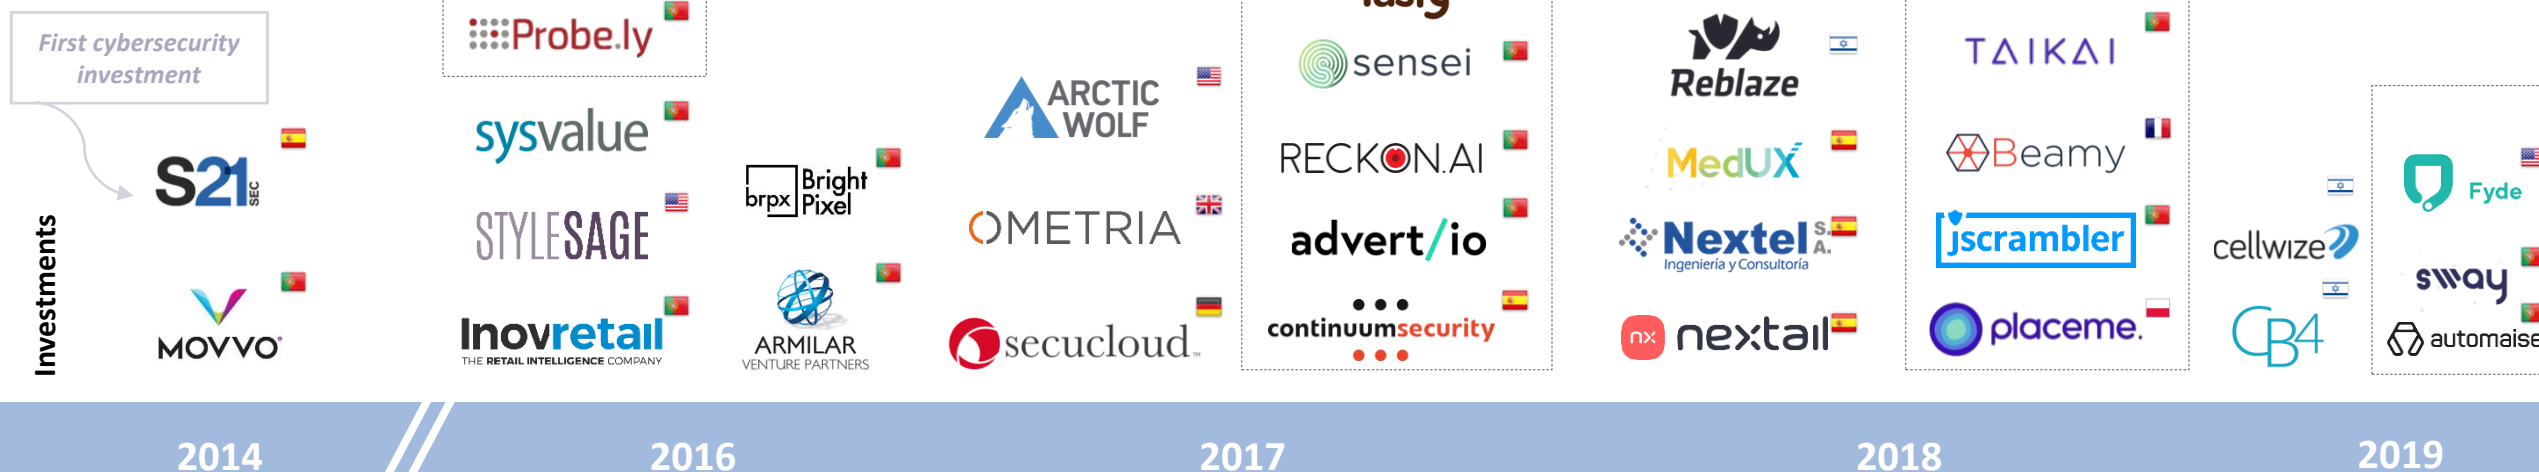 First cybersecurity
investment
Investments
S21
SEC
MOVVO
Probe.ly
sysvalue
STYLESAGE
Inovretail
THE RETAIL INTELLIGENCE COMPANY
brpx
Bright
Pixel
ARMILAR
VENTURE PARTNERS
ARCTIC
WOLF
OMETRIA
secucloud™
sensei
RECKON.AI
advert/io
continuumsecurity
Reblaze
MedUX
Nextel S.A.
Ingeniería y Consultoría
nx nextail
TAIKAI
Beamy
jscrambler
placeme.
cellwize
CB4
Fyde
sway
automaise
2014
2016
2017
2018
2019